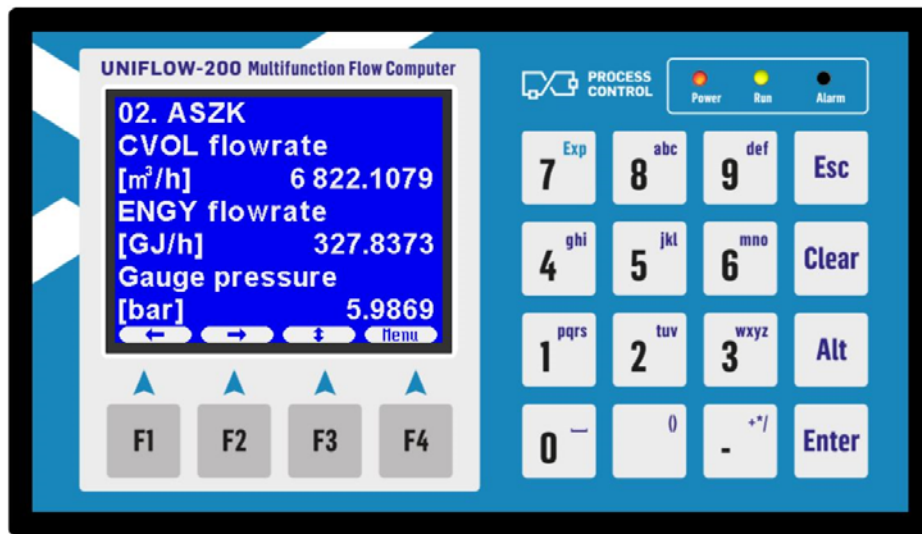 UNIFLOW-200 Multifunction Flow Computer
02. ASZK
CVOL flowrate
[m³/h] 6 822.1079
ENGY flowrate
[GJ/h] 327.8373
Gauge pressure
[bar] 5.9869
← → ↕ Menu
F1 F2 F3 F4
PROCESS
CONTROL
Power Run Alarm
7 Exp 8 abc 9 def Esc
4 ghi 5 jkl 6 mno Clear
1 pqrs 2 tuv 3 wxyz Alt
0 ⎵ () - +*/ Enter